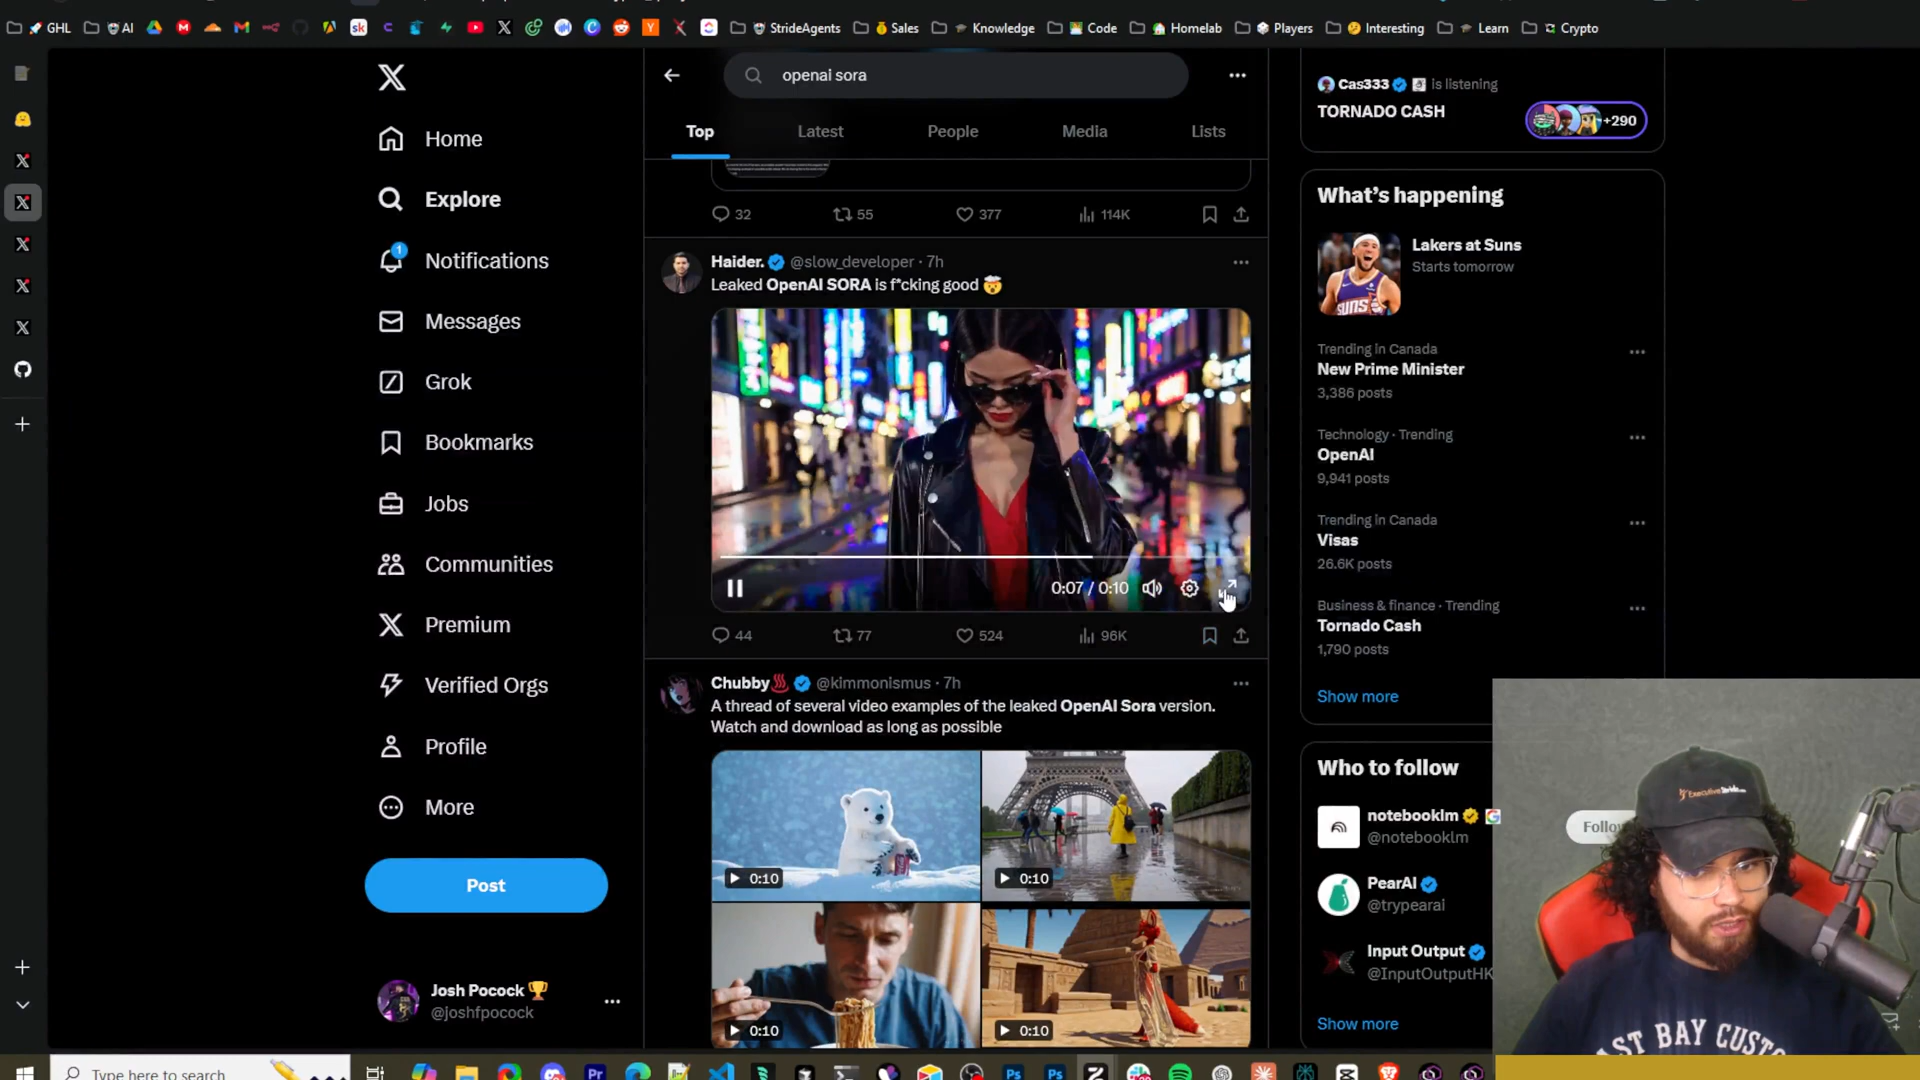 GHL
AI
StrideAgents
Sales
Knowledge
Code
Homelab
Players
Interesting
Learn
Crypto
openai sora
Top
Latest
People
Media
Lists
Home
Explore
1
Notifications
Messages
Grok
Bookmarks
Jobs
Communities
Premium
Verified Orgs
Profile
More
Post
Josh Pocock
@joshfpocock
32
55
377
114K
Haider. @slow_developer · 7h
Leaked OpenAI SORA is f*cking good
0:07 / 0:10
44
77
524
96K
Chubby @kimmonismus · 7h
A thread of several video examples of the leaked OpenAI Sora version.
Watch and download as long as possible
0:10
0:10
0:10
0:10
Cas333 is listening
TORNADO CASH
+290
What's happening
Lakers at Suns
Starts tomorrow
SUNS
Trending in Canada
New Prime Minister
3,386 posts
Technology · Trending
OpenAI
9,941 posts
Trending in Canada
Visas
26.6K posts
Business & finance · Trending
Tornado Cash
1,790 posts
Show more
Who to follow
notebooklm
@notebooklm
Follow
PearAI
@trypearai
Input Output
@InputOutputHK
Show more
ExecutiveStride.com
EAST BAY CUSTO
Type here to search